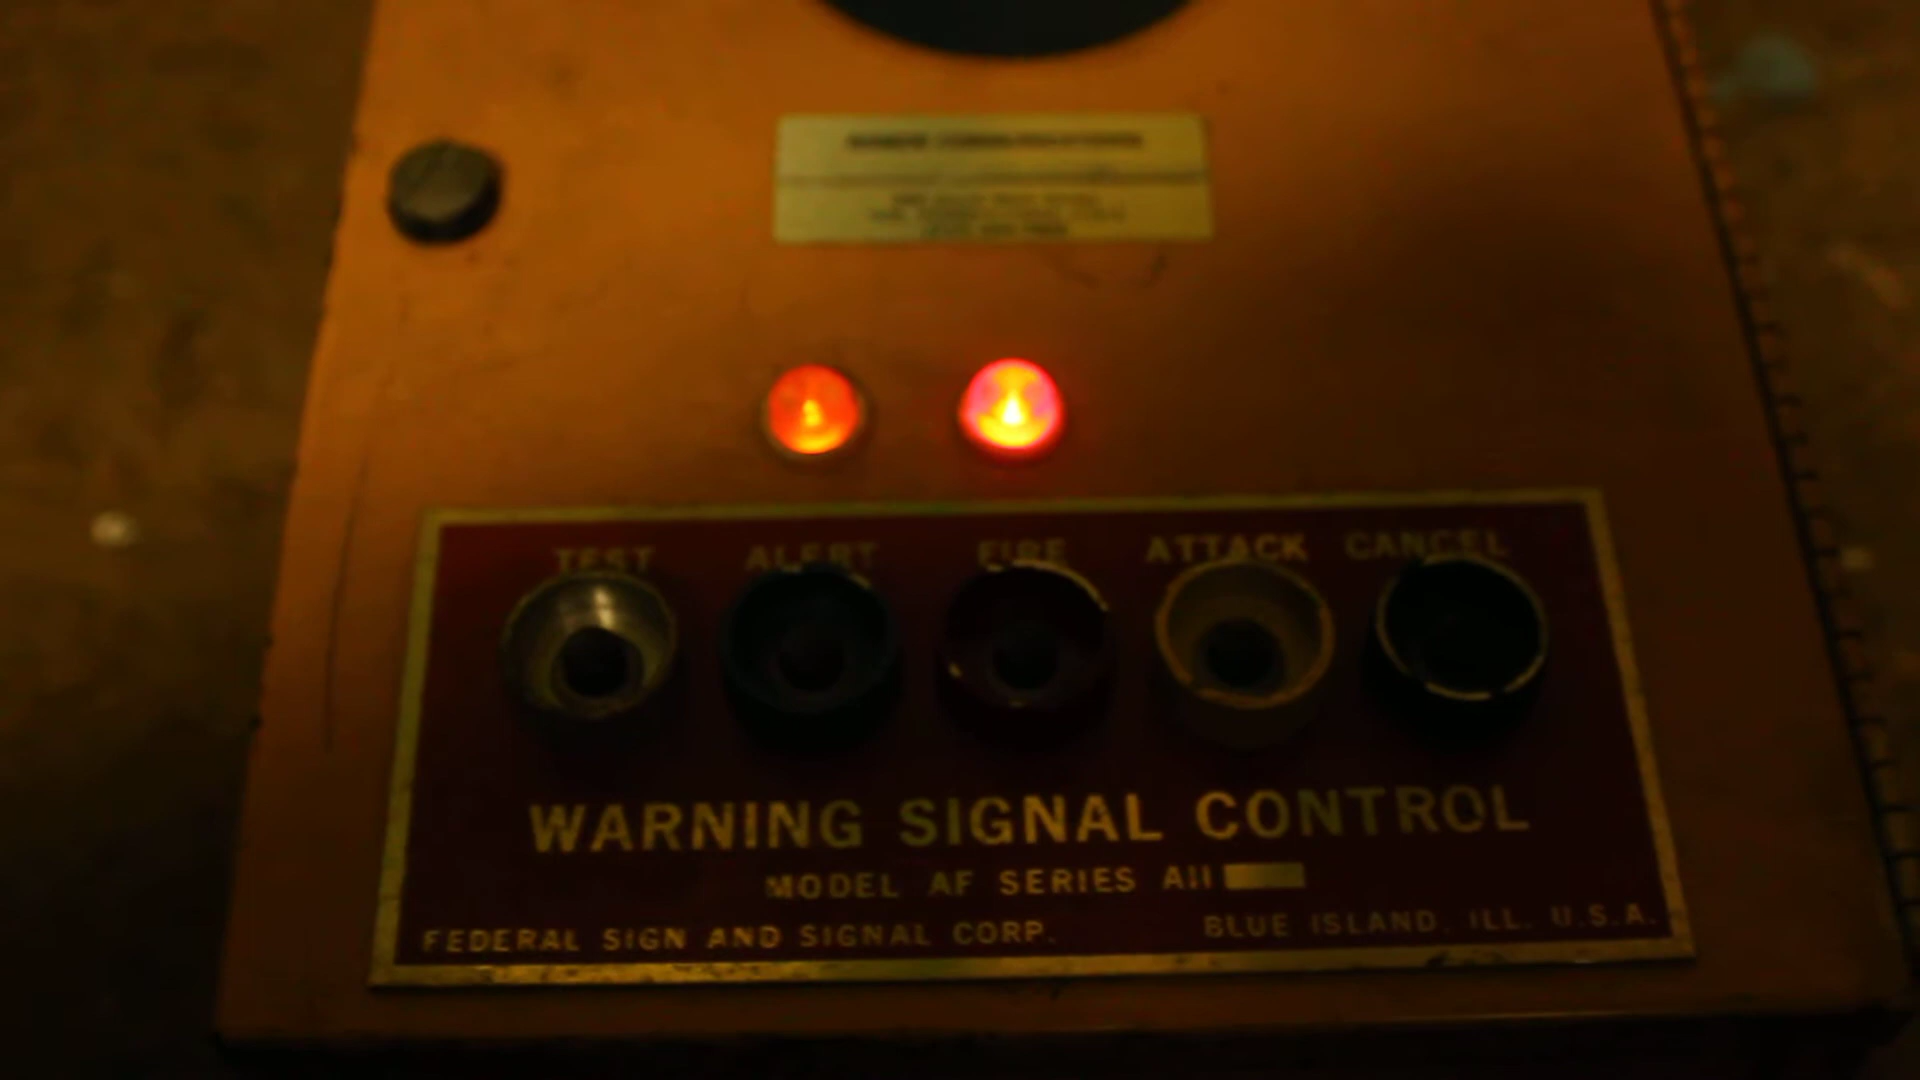 TEST ALERT FIRE ATTACK CANCEL
WARNING SIGNAL CONTROL
MODEL AF SERIES A11
FEDERAL SIGN AND SIGNAL CORP. BLUE ISLAND, ILL. U.S.A.